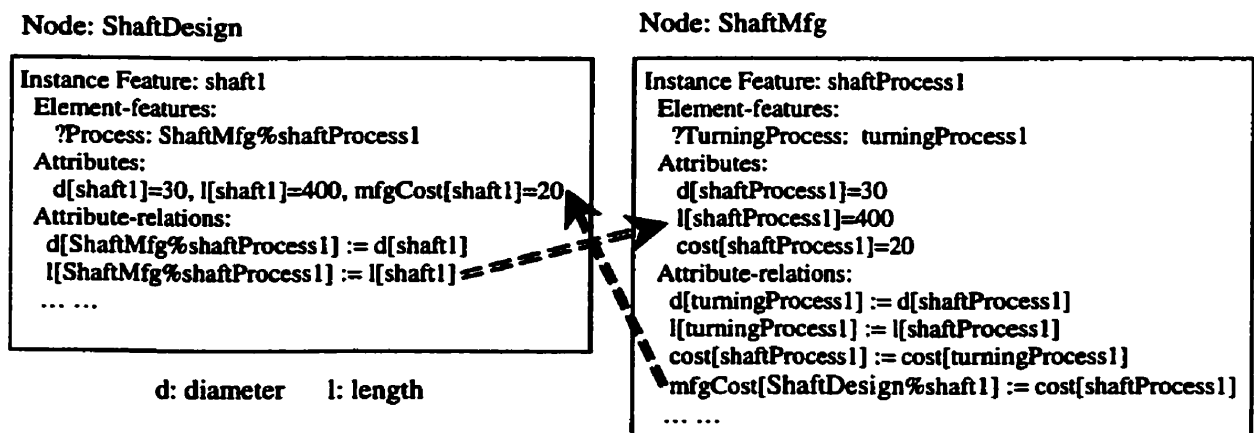 Node: ShaftDesign
Instance Feature: shaft1
Element-features:
?Process: ShaftMfg%shaftProcess1
Attributes:
d[shaft1]=30, l[shaft1]=400, mfgCost[shaft1]=20
Attribute-relations:
d[ShaftMfg%shaftProcess1] := d[shaft1]
l[ShaftMfg%shaftProcess1] := l[shaft1]
... ...
d: diameter l: length
Node: ShaftMfg
Instance Feature: shaftProcess1
Element-features:
?TurningProcess: turningProcess1
Attributes:
d[shaftProcess1]=30
l[shaftProcess1]=400
cost[shaftProcess1]=20
Attribute-relations:
d[turningProcess1] := d[shaftProcess1]
l[turningProcess1] := l[shaftProcess1]
cost[shaftProcess1] := cost[turningProcess1]
mfgCost[ShaftDesign%shaft1] := cost[shaftProcess1]
... ...